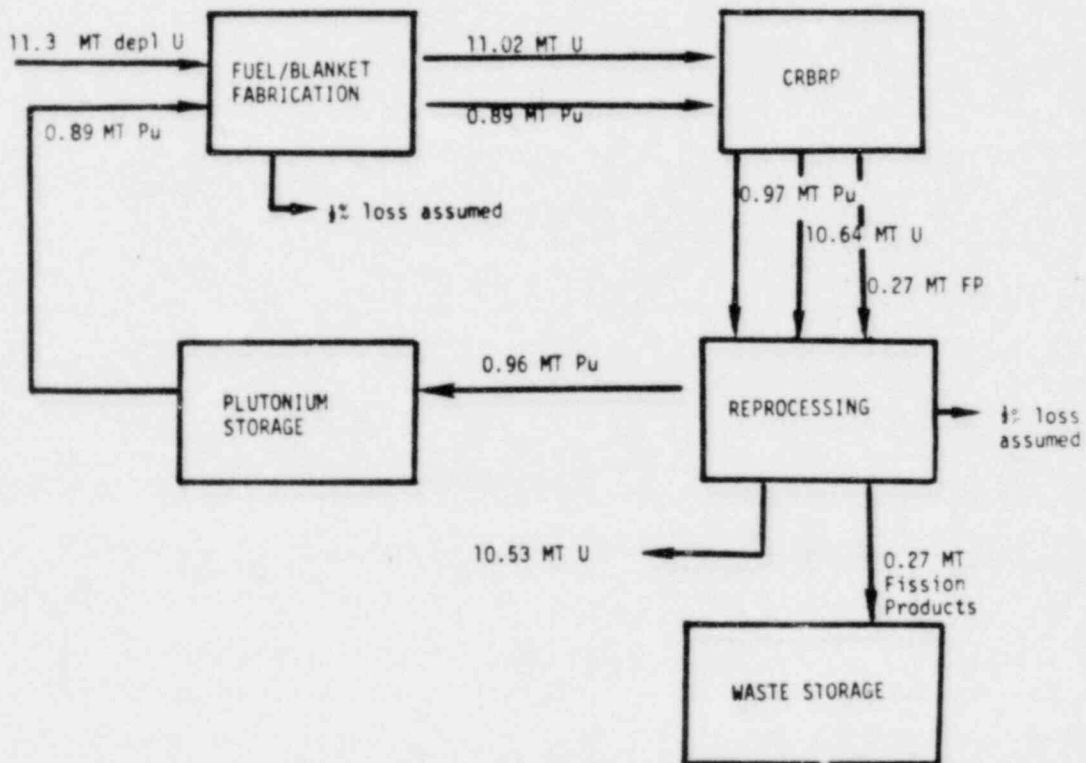 11.3 MT depl U
FUEL/BLANKET
FABRICATION
11.02 MT U
CRBRP
0.89 MT Pu
0.89 MT Pu
% loss assumed
0.97 MT Pu
10.64 MT U
0.27 MT FP
PLUTONIUM
STORAGE
0.96 MT Pu
REPROCESSING
% loss
assumed
10.53 MT U
0.27 MT
Fission
Products
WASTE STORAGE